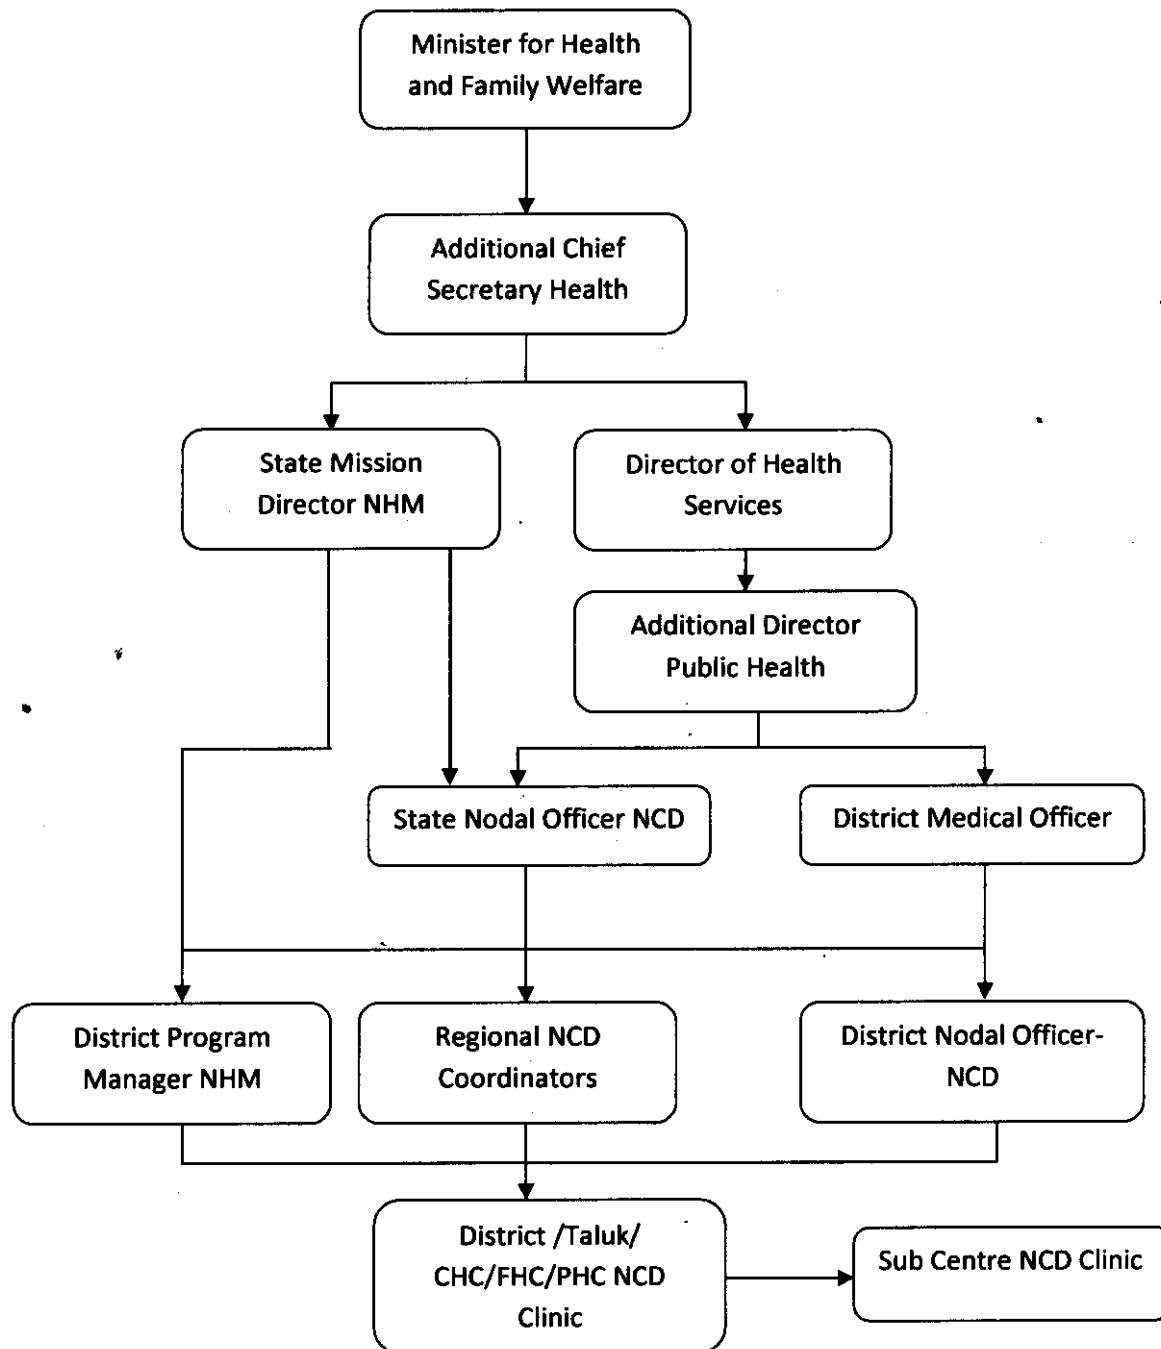 Minister for Health
and Family Welfare
Additional Chief
Secretary Health
State Mission
Director NHM
Director of Health
Services
Additional Director
Public Health
State Nodal Officer NCD
District Medical Officer
District Program
Manager NHM
Regional NCD
Coordinators
District Nodal Officer-
NCD
District /Taluk/
CHC/FHC/PHC NCD
Clinic
Sub Centre NCD Clinic